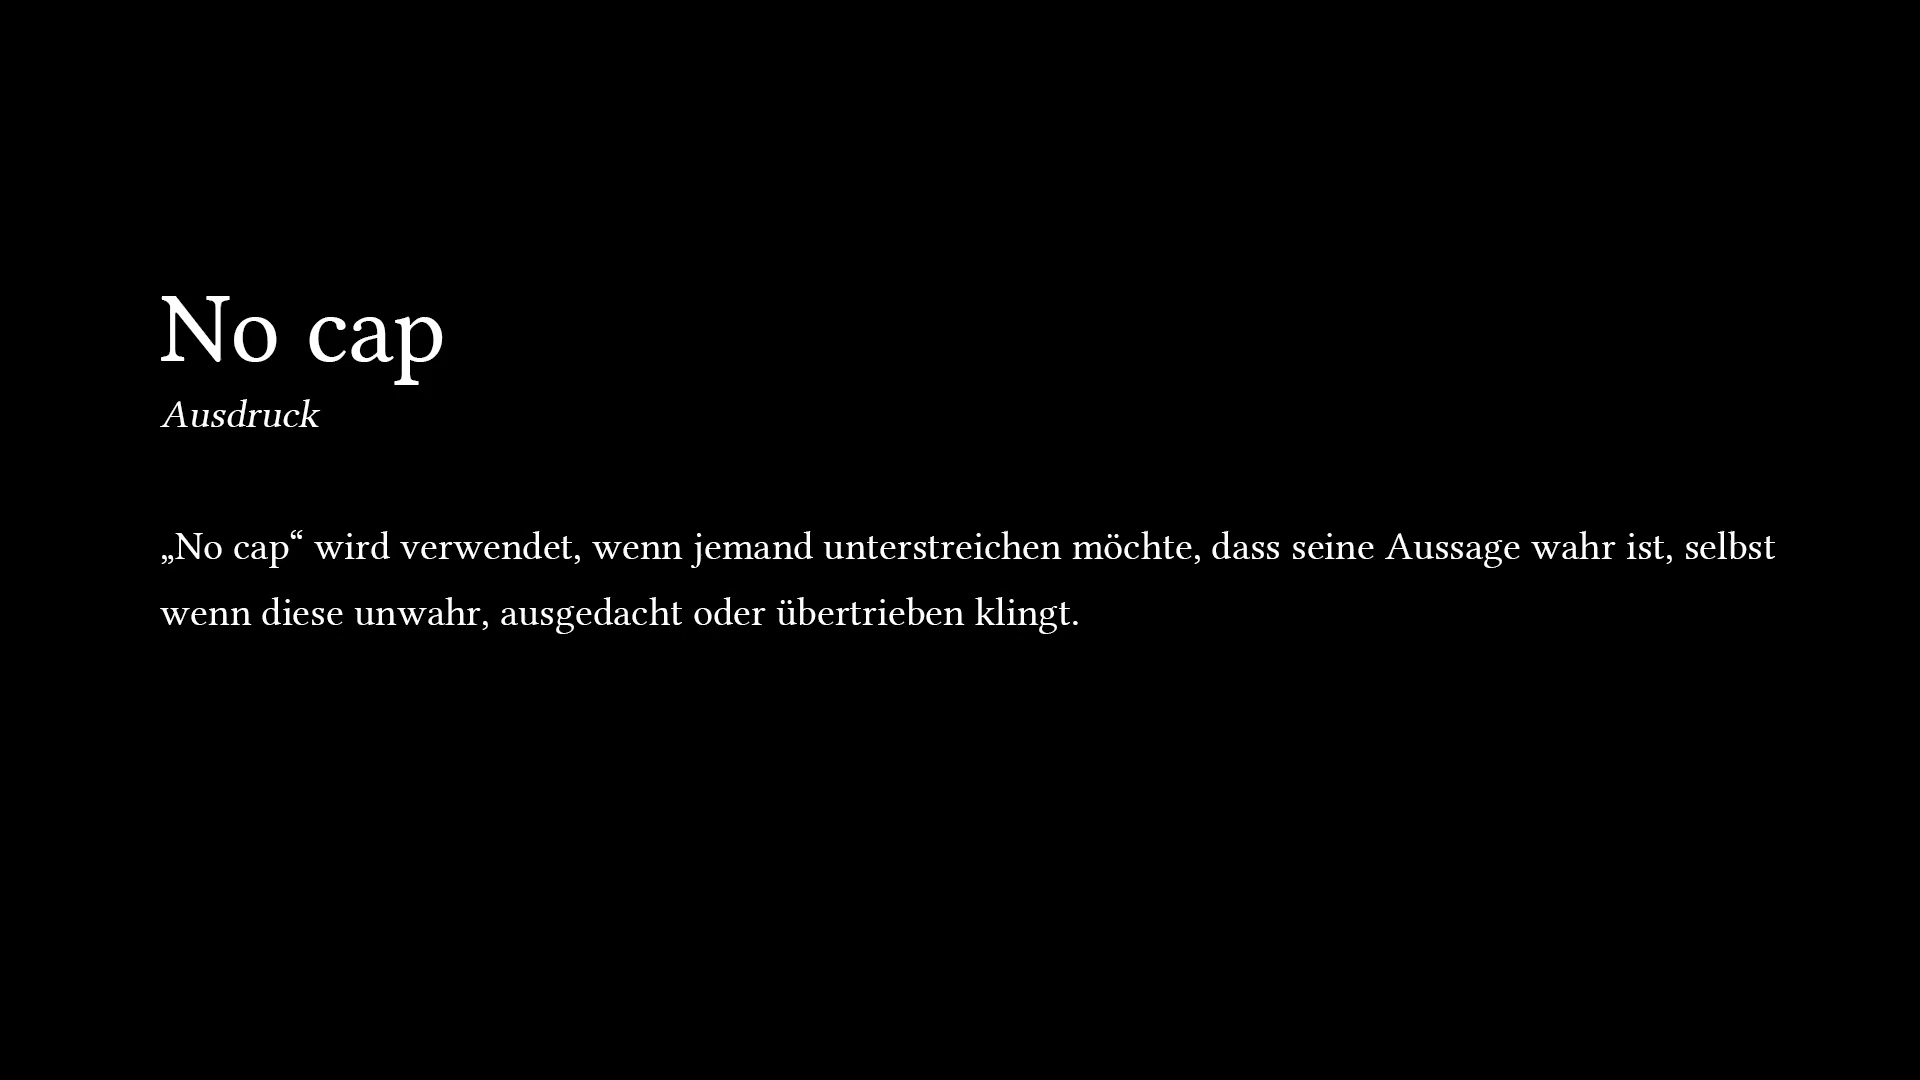 No cap
Ausdruck
„No cap“ wird verwendet, wenn jemand unterstreichen möchte, dass seine Aussage wahr ist, selbst
wenn diese unwahr, ausgedacht oder übertrieben klingt.